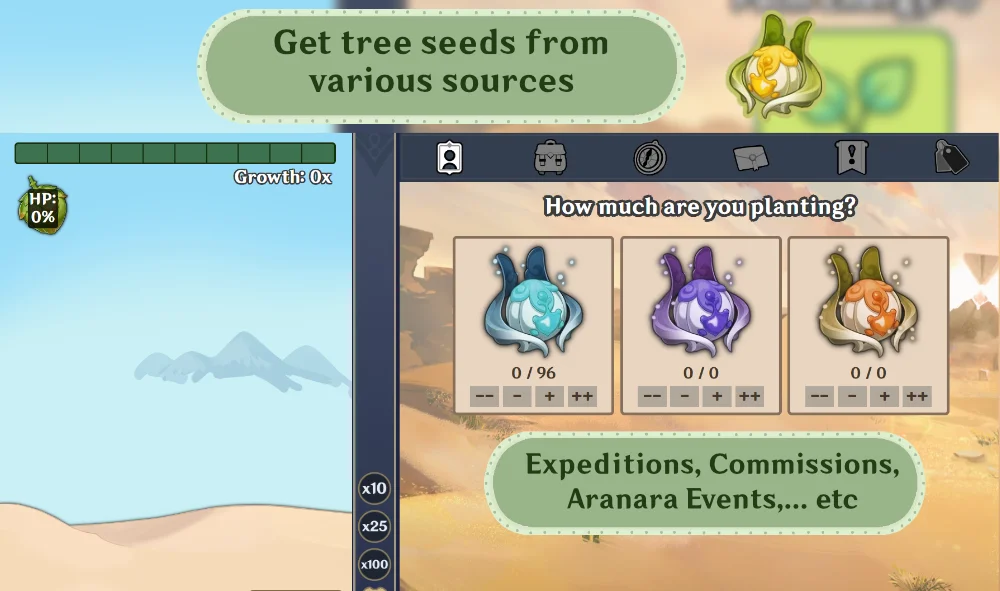 Get tree seeds from
various sources
Growth: 0x
HP:
0%
How much are you planting?
0 / 96
-- - + ++
0 / 0
-- - + ++
0 / 0
-- - + ++
Expeditions, Commissions,
Aranara Events,... etc
x10
x25
x100